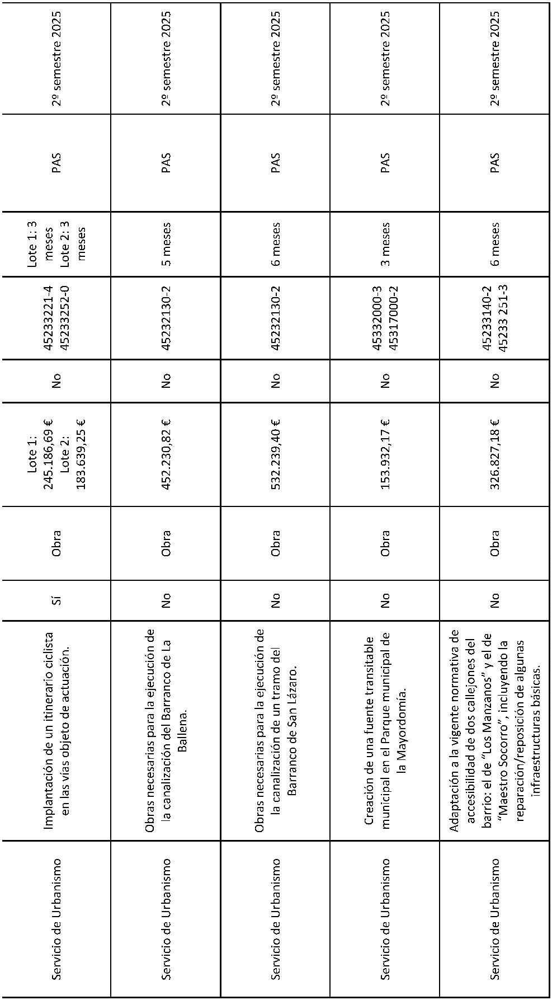 Servicio de Urbanismo
Implantación de un itinerario ciclista
en las vías objeto de actuación.
Sí
Obra
Lote 1:
245.186,69 €
Lote 2:
183.639,25 €
No
45233221-4
45233252-0
Lote 1: 3
meses
Lote 2: 3
meses
PAS
2º semestre 2025
Servicio de Urbanismo
Obras necesarias para la ejecución de
la canalización del Barranco de La
Ballena.
No
Obra
452.230,82 €
No
45232130-2
5 meses
PAS
2º semestre 2025
Servicio de Urbanismo
Obras necesarias para la ejecución de
la canalización de un tramo del
Barranco de San Lázaro.
No
Obra
532.239,40 €
No
45232130-2
6 meses
PAS
2º semestre 2025
Servicio de Urbanismo
Creación de una fuente transitable
municipal en el Parque municipal de
la Mayordomía.
No
Obra
153.932,17 €
No
45332000-3
45317000-2
3 meses
PAS
2º semestre 2025
Servicio de Urbanismo
Adaptación a la vigente normativa de
accesibilidad de dos callejones del
barrio: el de “Los Manzanos” y el de
“Maestro Socorro”, incluyendo la
reparación/reposición de algunas
infraestructuras básicas.
No
Obra
326.827,18 €
No
45233140-2
45233 251-3
6 meses
PAS
2º semestre 2025